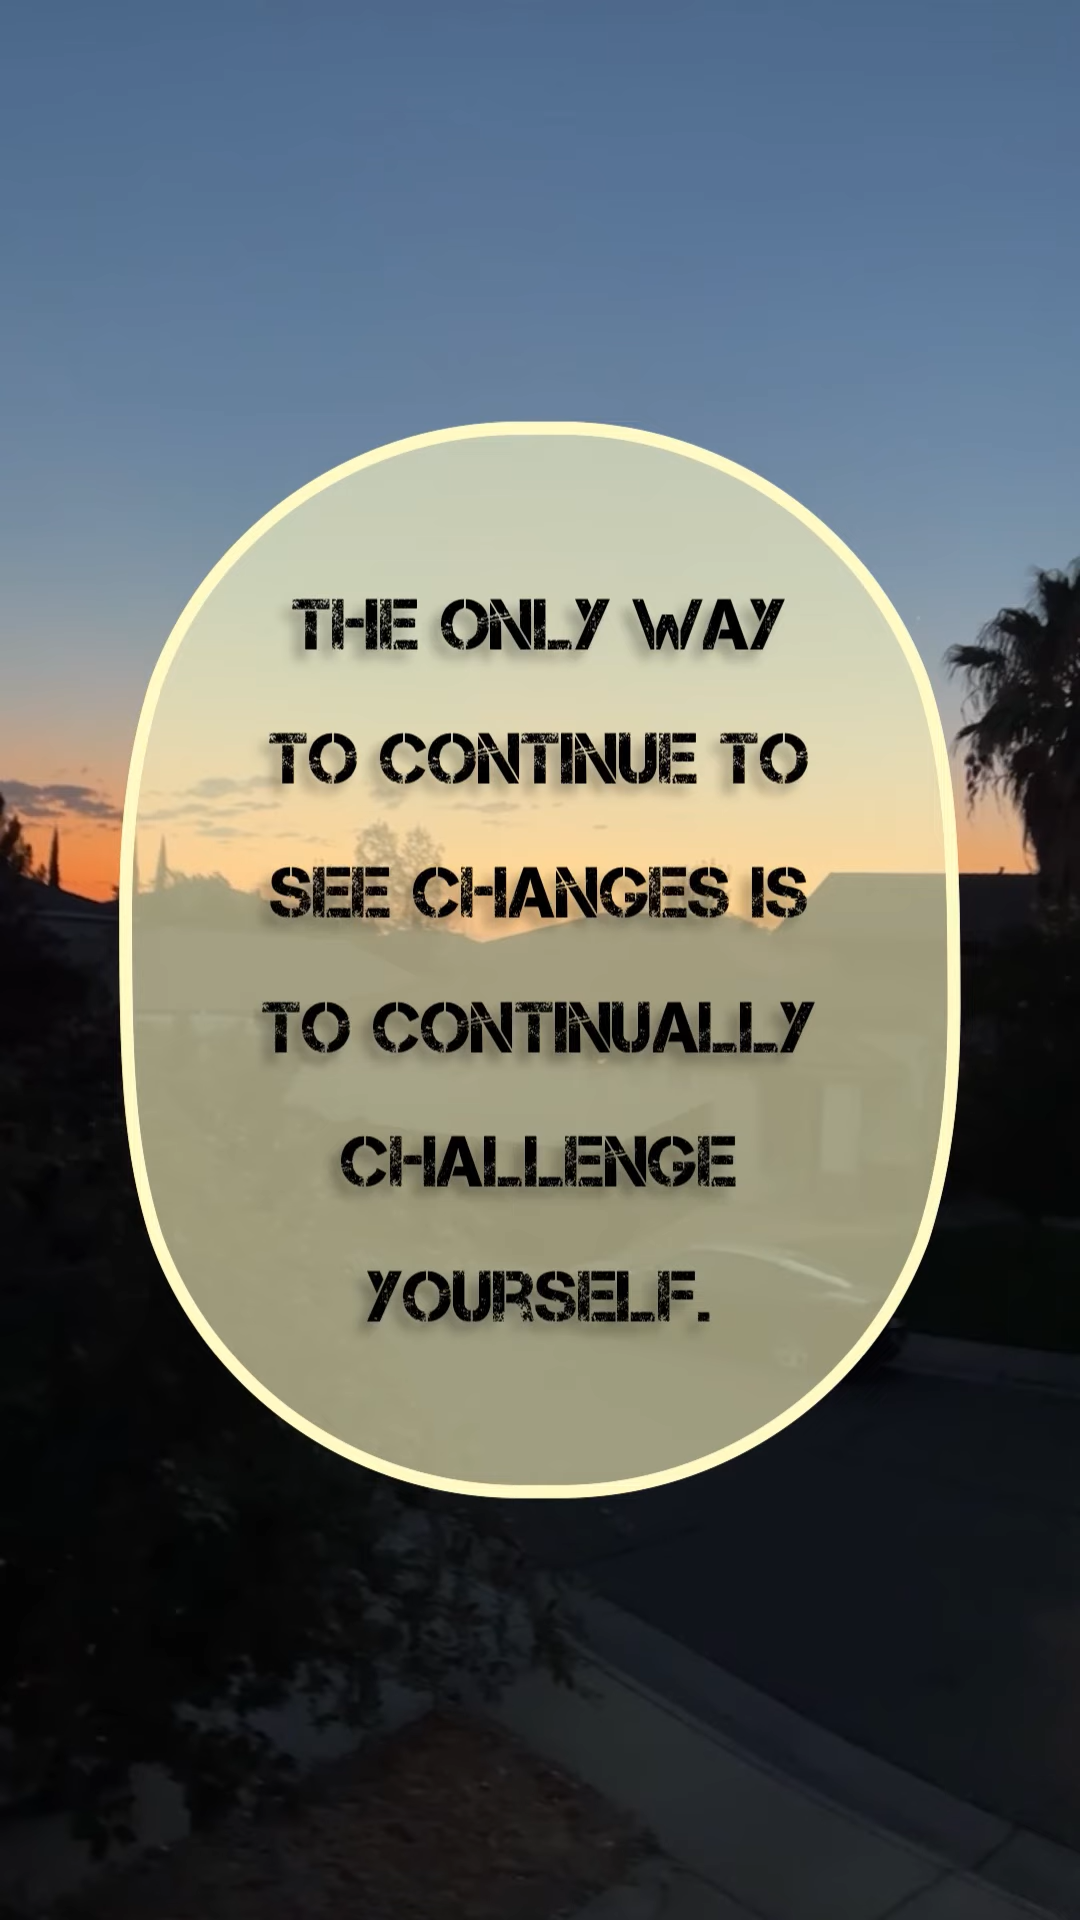 THE ONLY WAY
TO CONTINUE TO
SEE CHANGES IS
TO CONTINUALLY
CHALLENGE
YOURSELF.